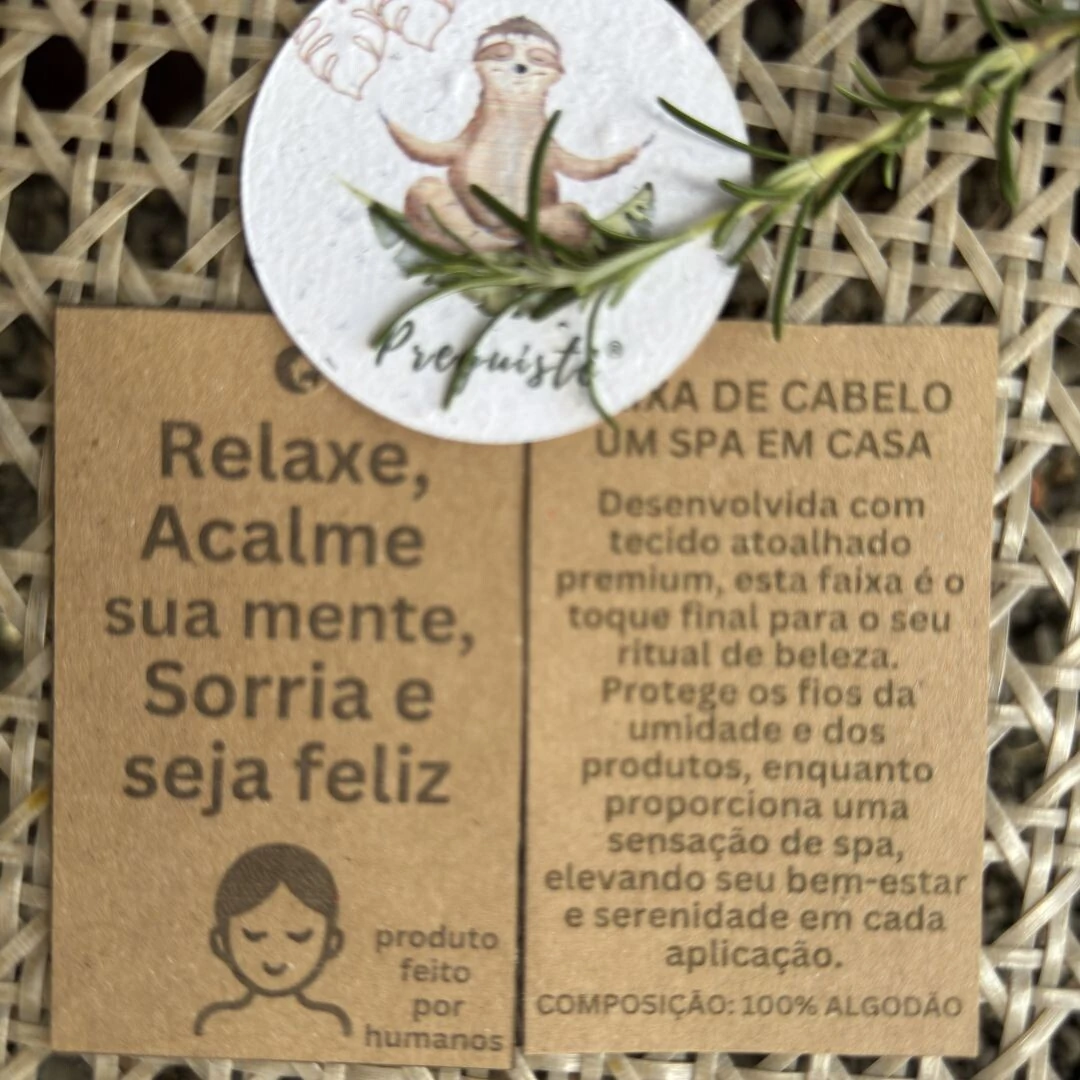 Relaxe,
Acalme
sua mente,
Sorria e
seja feliz
produto
feito
por
humanos
DE CABELO
UM SPA EM CASA
Desenvolvida com
tecido atoalhado
premium, esta faixa é o
toque final para o seu
ritual de beleza.
Protege os fios da
umidade e dos
produtos, enquanto
proporciona uma
sensação de spa,
elevando seu bem-estar
e serenidade em cada
aplicação.
COMPOSIÇÃO: 100% ALGODÃO